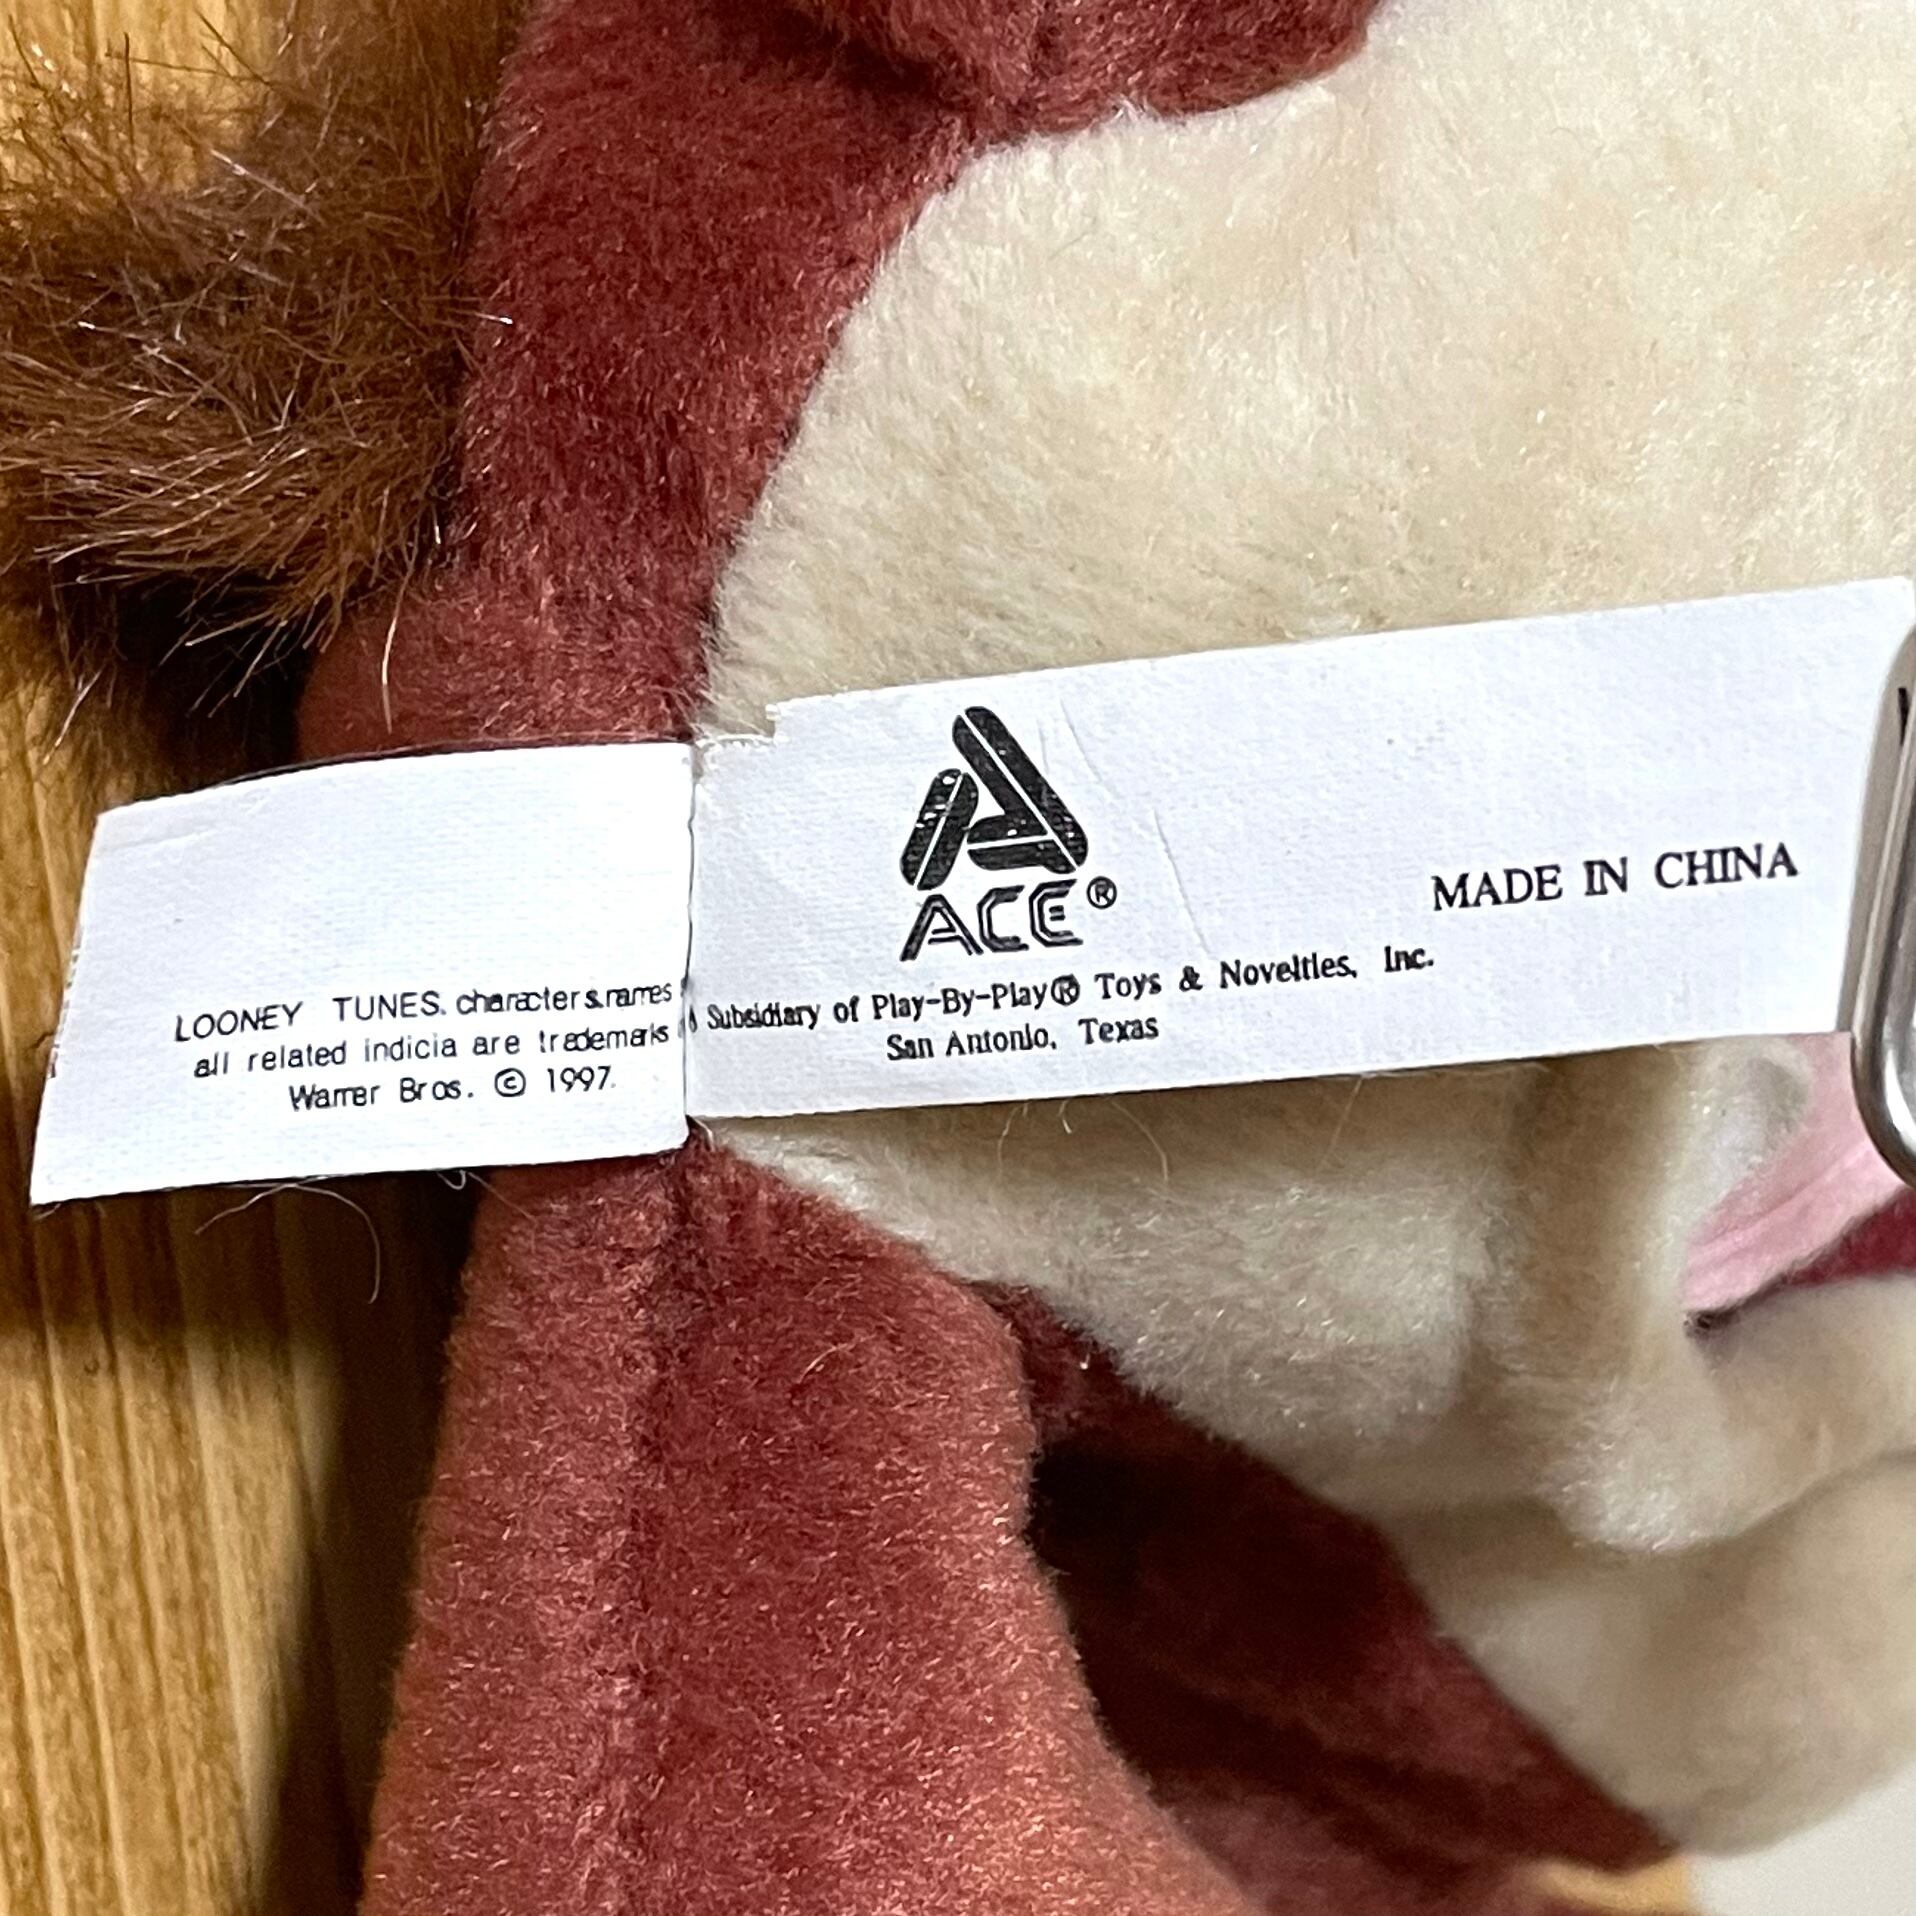 LOONEY TUNES, characters, names
all related indicia are trademarks
Warner Bros. © 1997.
ACE®
Subsidiary of Play-By-Play® Toys & Novelties, Inc.
San Antonio, Texas
MADE IN CHINA